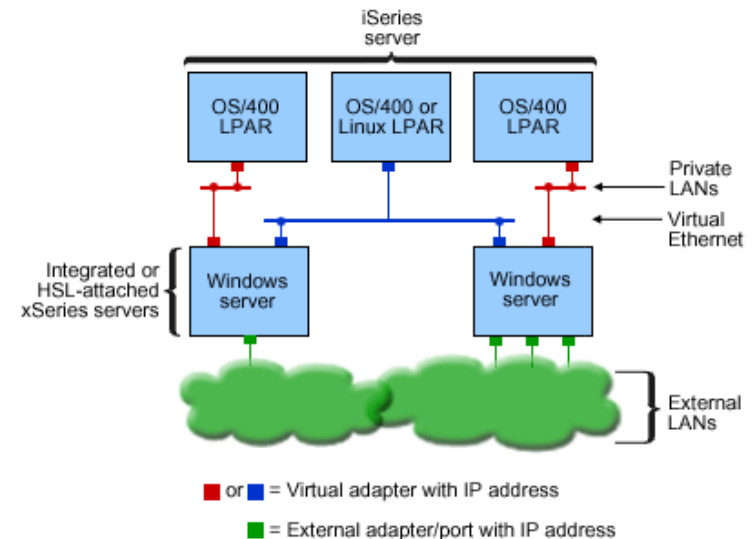 iSeries
server
OS/400
LPAR
OS/400 or
Linux LPAR
OS/400
LPAR
Private
LANs
Virtual
Ethernet
Integrated or
HSL-attached
xSeries servers
Windows
server
Windows
server
External
LANs
or = Virtual adapter with IP address
= External adapter/port with IP address